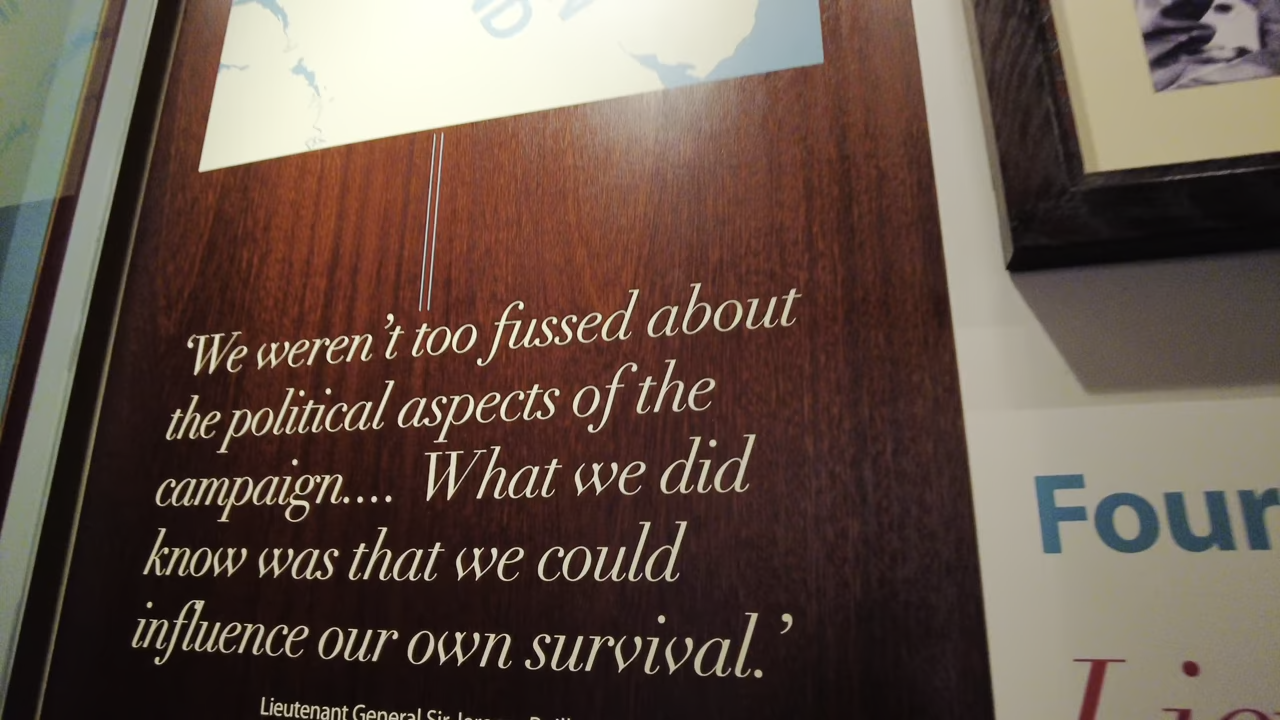 ‘We weren’t too fussed about
the political aspects of the
campaign.... What we did
know was that we could
influence our own survival.’
Lieutenant General Sir
Four